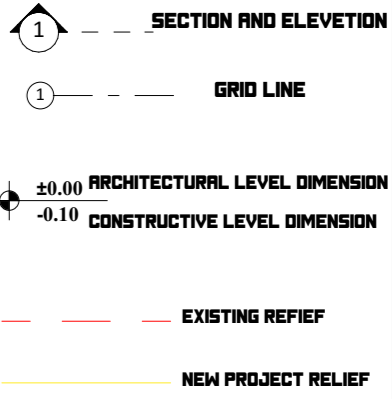 1 SECTION AND ELEVETION
1 GRID LINE
±0.00 ARCHITECTURAL LEVEL DIMENSION
-0.10 CONSTRUCTIVE LEVEL DIMENSION
EXISTING REFIEF
NEW PROJECT RELIEF